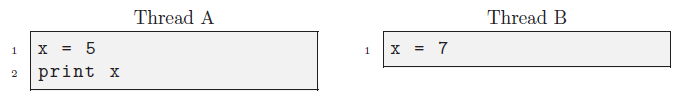 Thread A
1 x = 5
2 print x
Thread B
1 x = 7